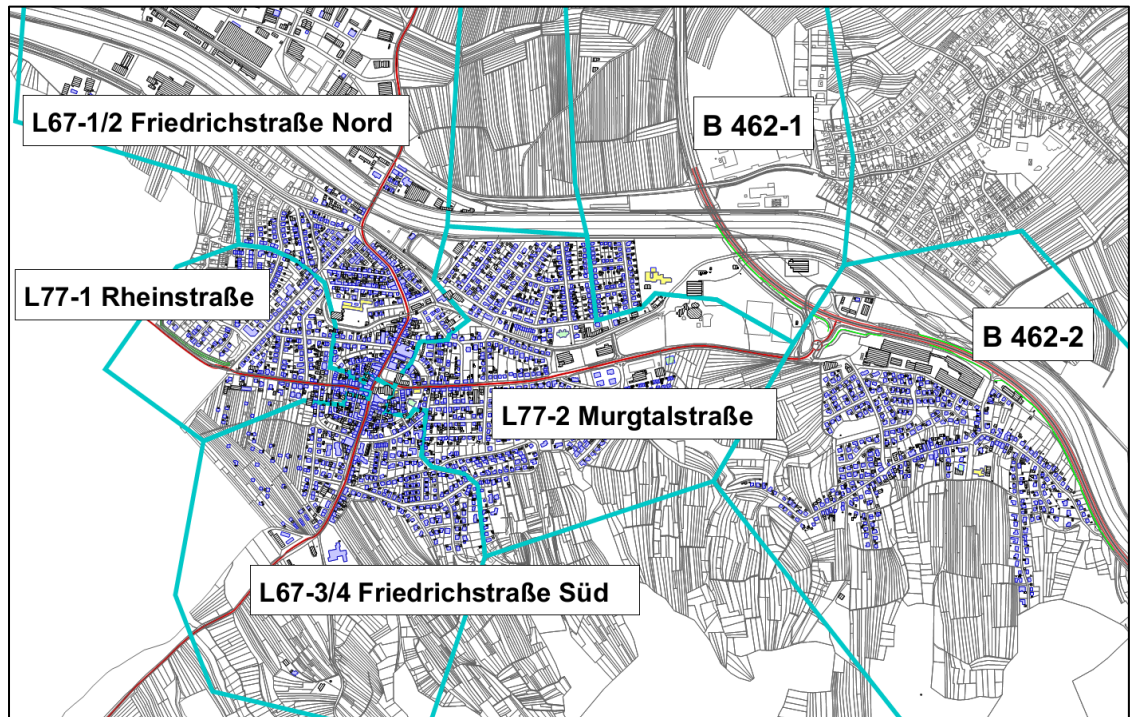 L67-1/2 Friedrichstraße Nord
B 462-1
L77-1 Rheinstraße
B 462-2
L77-2 Murgtalstraße
L67-3/4 Friedrichstraße Süd